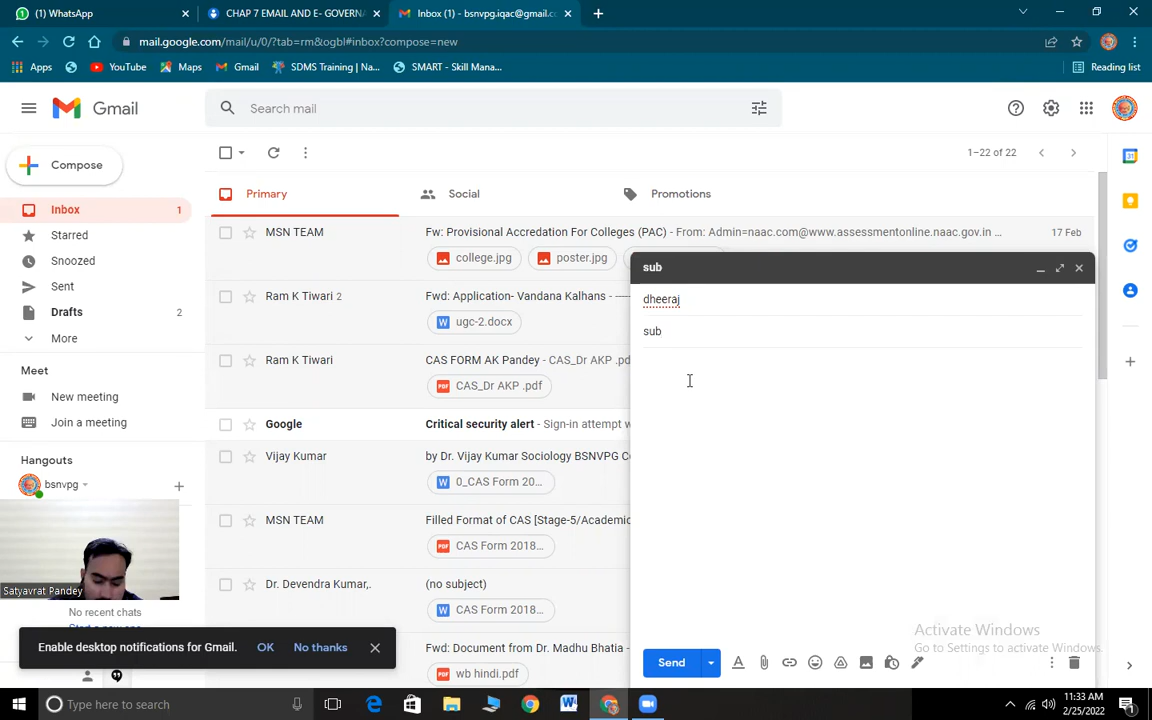 WhatsApp
CHAP 7 EMAIL AND E- GOVERNA
Inbox (1) - bsnvpg.iqac@gmail.co
mail.google.com/mail/u/0/?tab=rm&ogbl#inbox?compose=new
Apps
YouTube
Maps
Gmail
SDMS Training | Na...
SMART - Skill Mana...
Reading list
Gmail
Search mail
Compose
1–22 of 22
Inbox 1
Starred
Snoozed
Sent
Drafts 2
More
Meet
New meeting
Join a meeting
Hangouts
bsnvpg
Satyavrat Pandey
No recent chats
Primary
Social
Promotions
MSN TEAM
Fw: Provisional Accredation For Colleges (PAC) - From: Admin=naac.com@www.assessmentonline.naac.gov.in ...
17 Feb
college.jpg
poster.jpg
Ram K Tiwari 2
Fwd: Application- Vandana Kalhans -
ugc-2.docx
Ram K Tiwari
CAS FORM AK Pandey - CAS_Dr AKP .pd
CAS_Dr AKP .pdf
Google
Critical security alert - Sign-in attempt w
Vijay Kumar
by Dr. Vijay Kumar Sociology BSNVPG C
0_CAS Form 20...
MSN TEAM
Filled Format of CAS [Stage-5/Academic
CAS Form 2018...
Dr. Devendra Kumar,.
(no subject)
CAS Form 2018...
Fwd: Document from Dr. Madhu Bhatia -
wb hindi.pdf
sub
dheeraj
sub
Send
Activate Windows
Go to Settings to activate Windows.
Enable desktop notifications for Gmail. OK No thanks
Type here to search
11:33 AM
2/25/2022
1